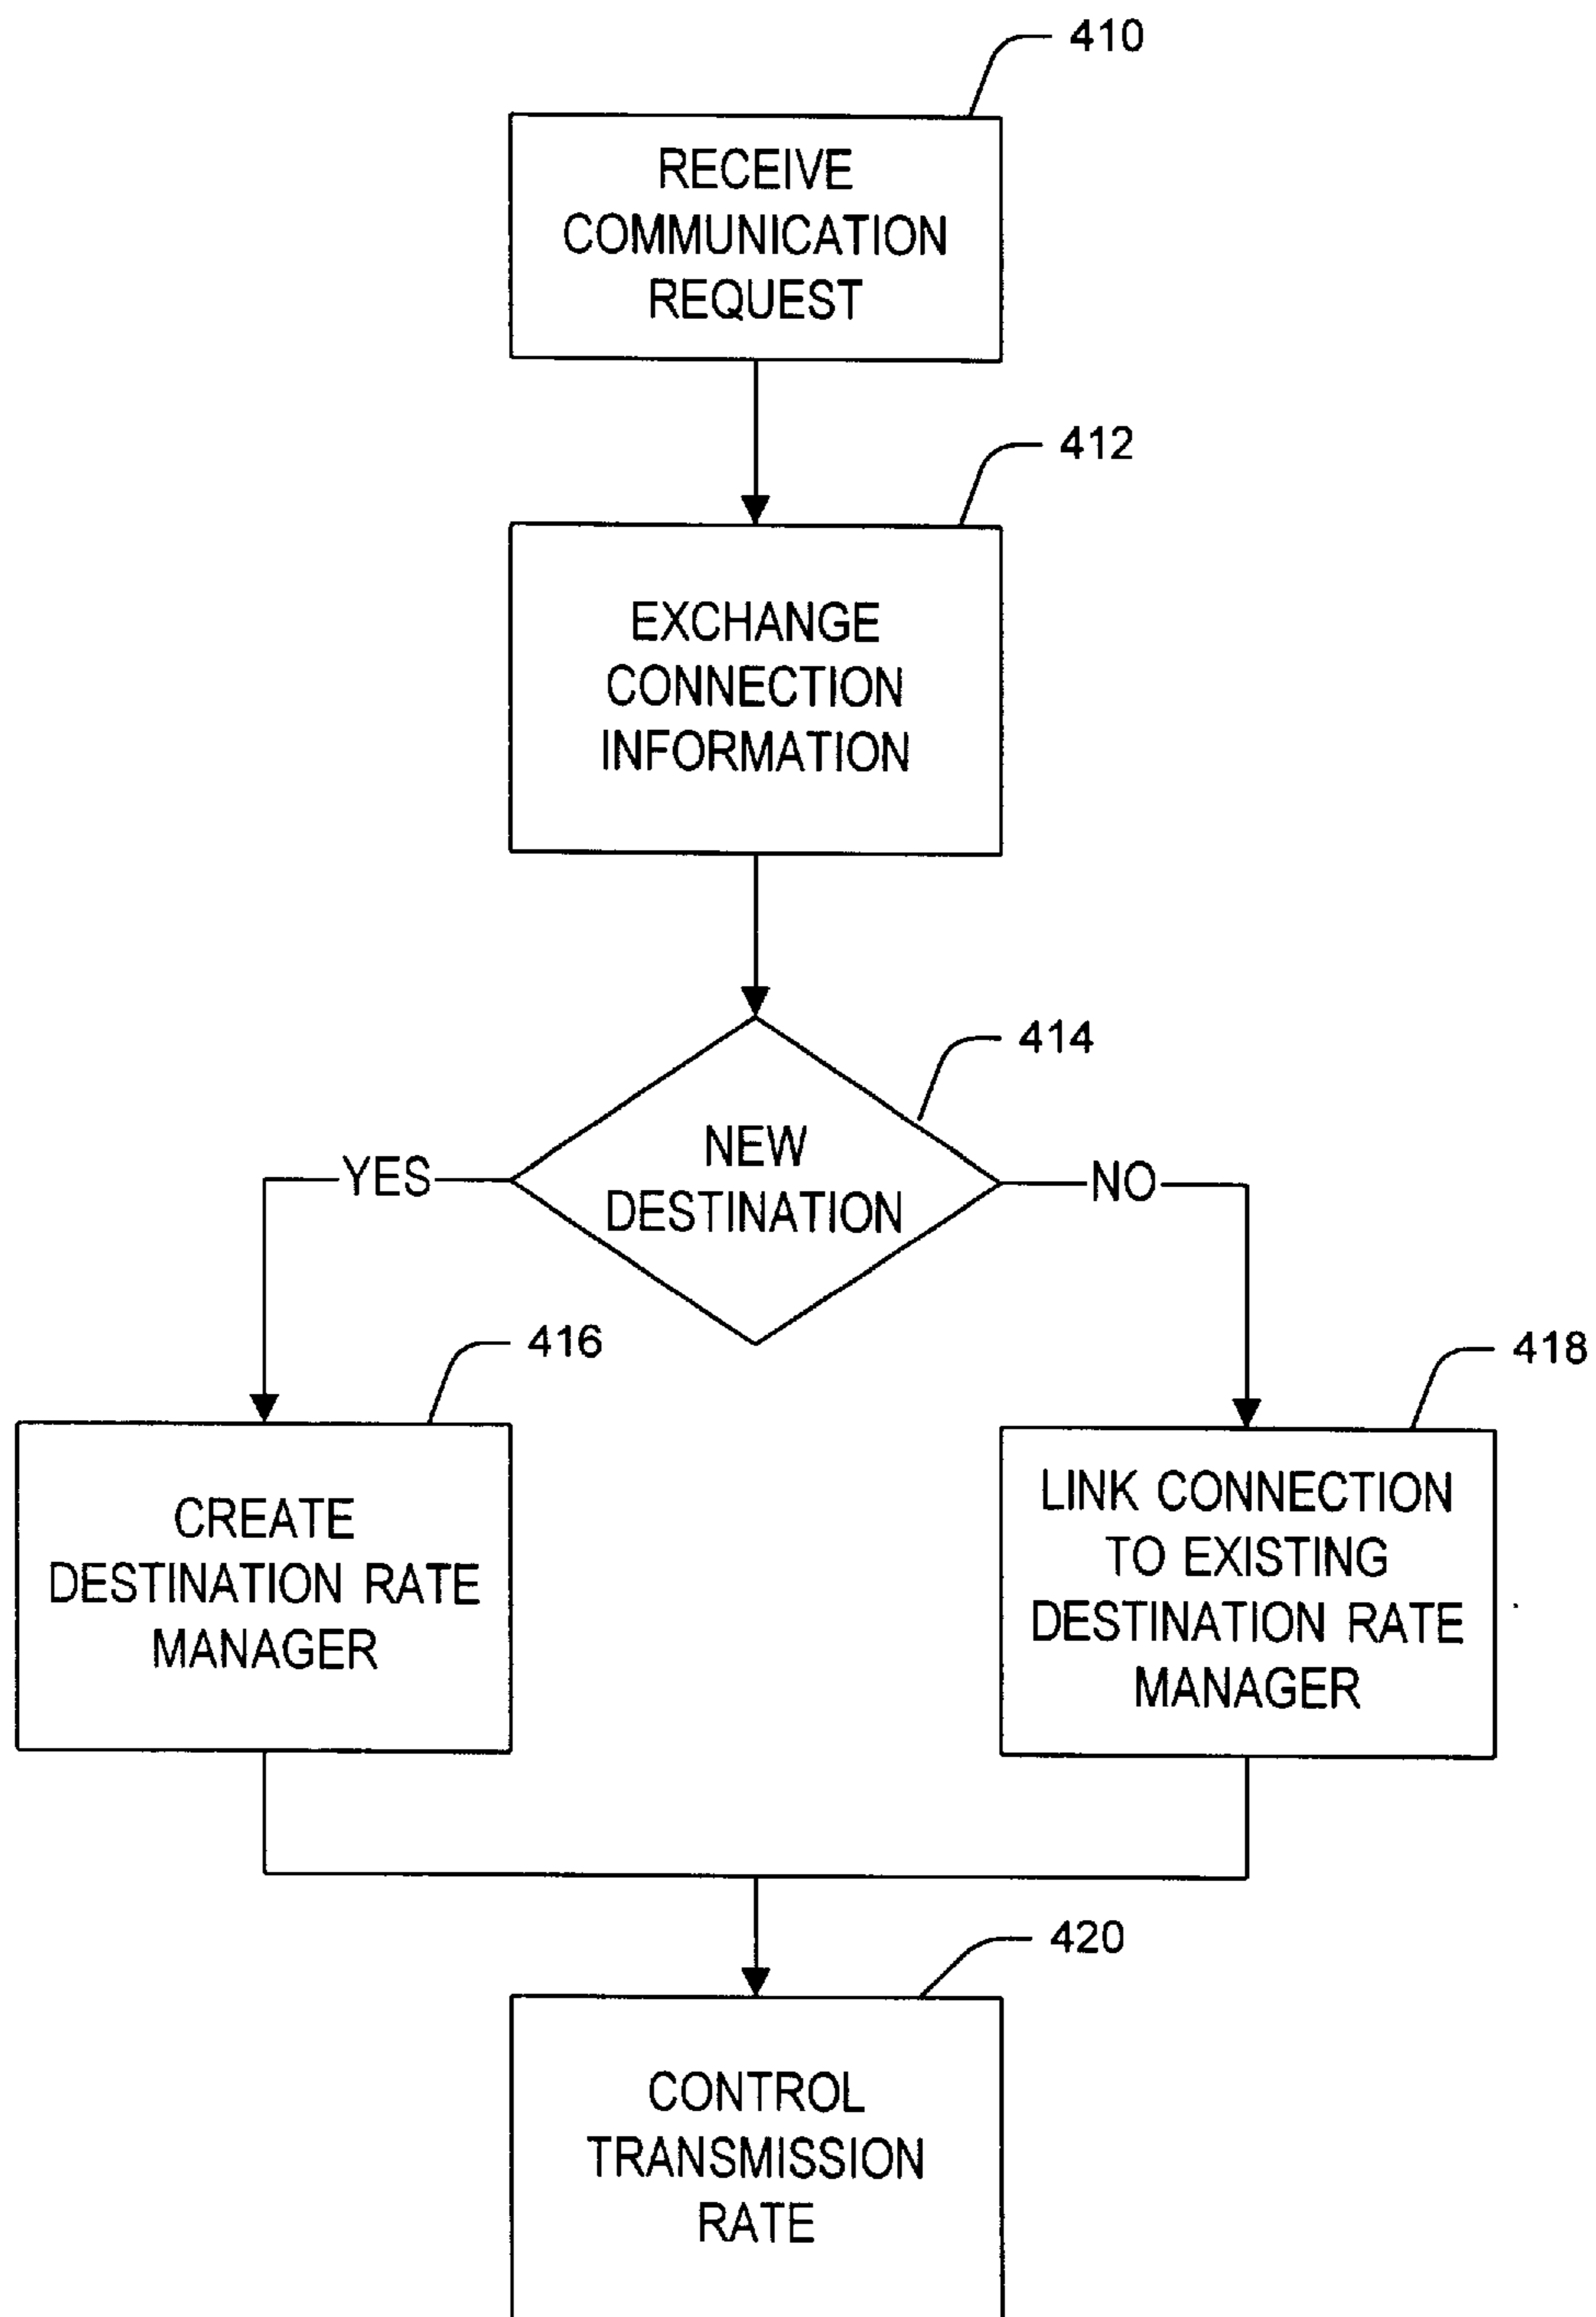 410
RECEIVE
COMMUNICATION
REQUEST
412
EXCHANGE
CONNECTION
INFORMATION
414
NEW
DESTINATION
YES
NO
416
CREATE
DESTINATION RATE
MANAGER
418
LINK CONNECTION
TO EXISTING
DESTINATION RATE
MANAGER
420
CONTROL
TRANSMISSION
RATE